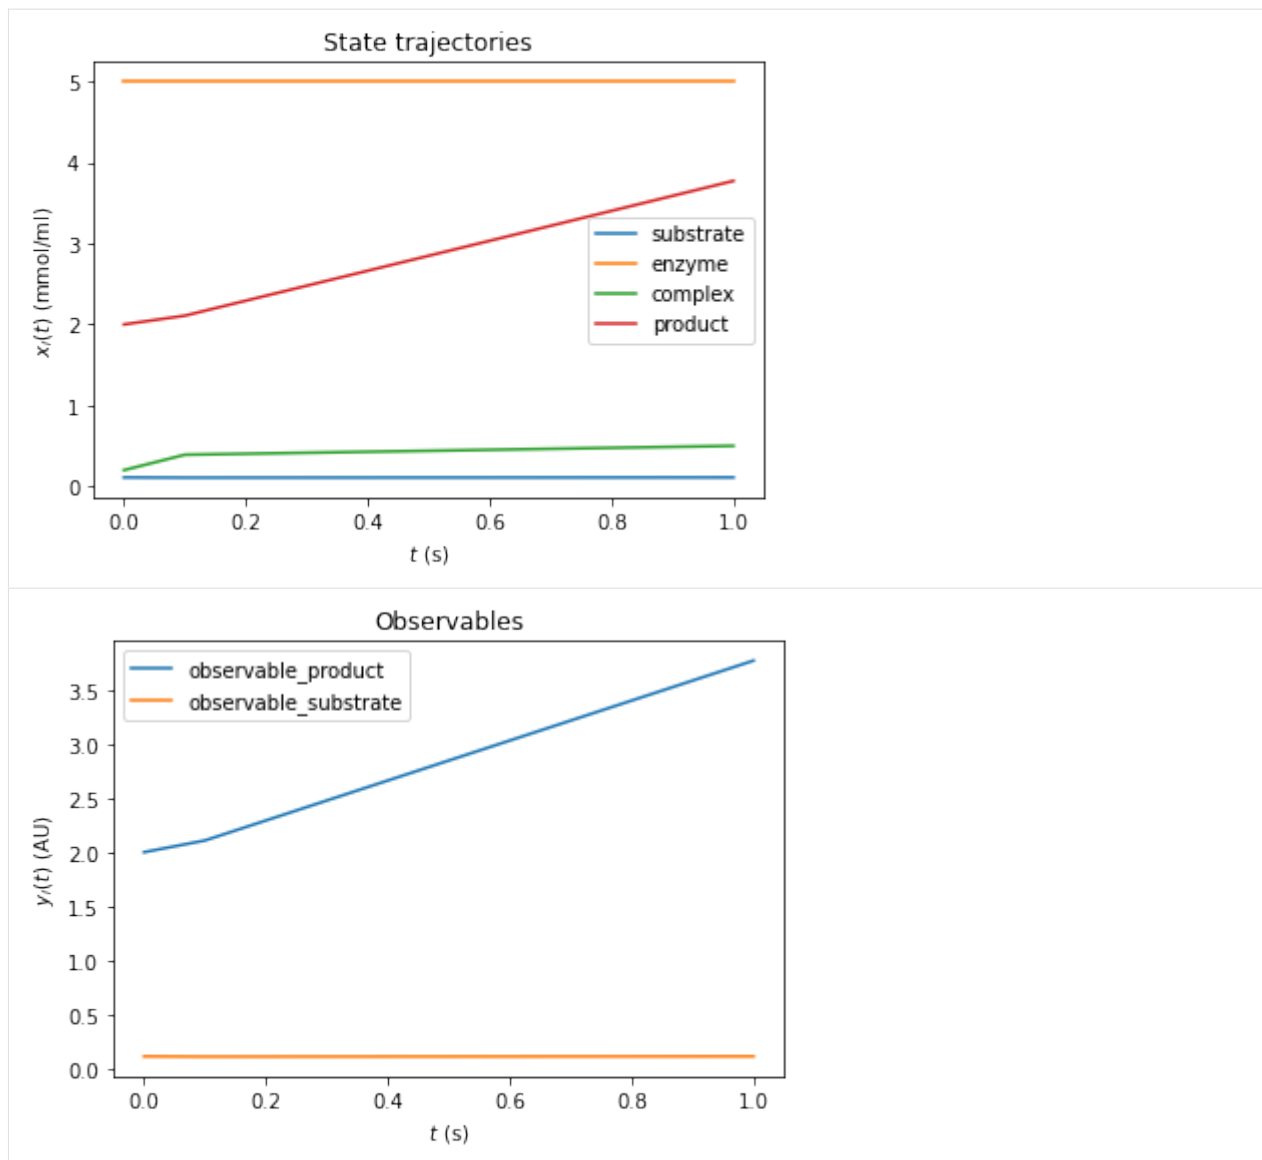 State trajectories
5
4
3
2
1
0
xᵢ(t) (mmol/ml)
substrate
enzyme
complex
product
0.0 0.2 0.4 0.6 0.8 1.0
t (s)
Observables
observable_product
observable_substrate
3.5
3.0
2.5
2.0
1.5
1.0
0.5
0.0
yᵢ(t) (AU)
0.0 0.2 0.4 0.6 0.8 1.0
t (s)